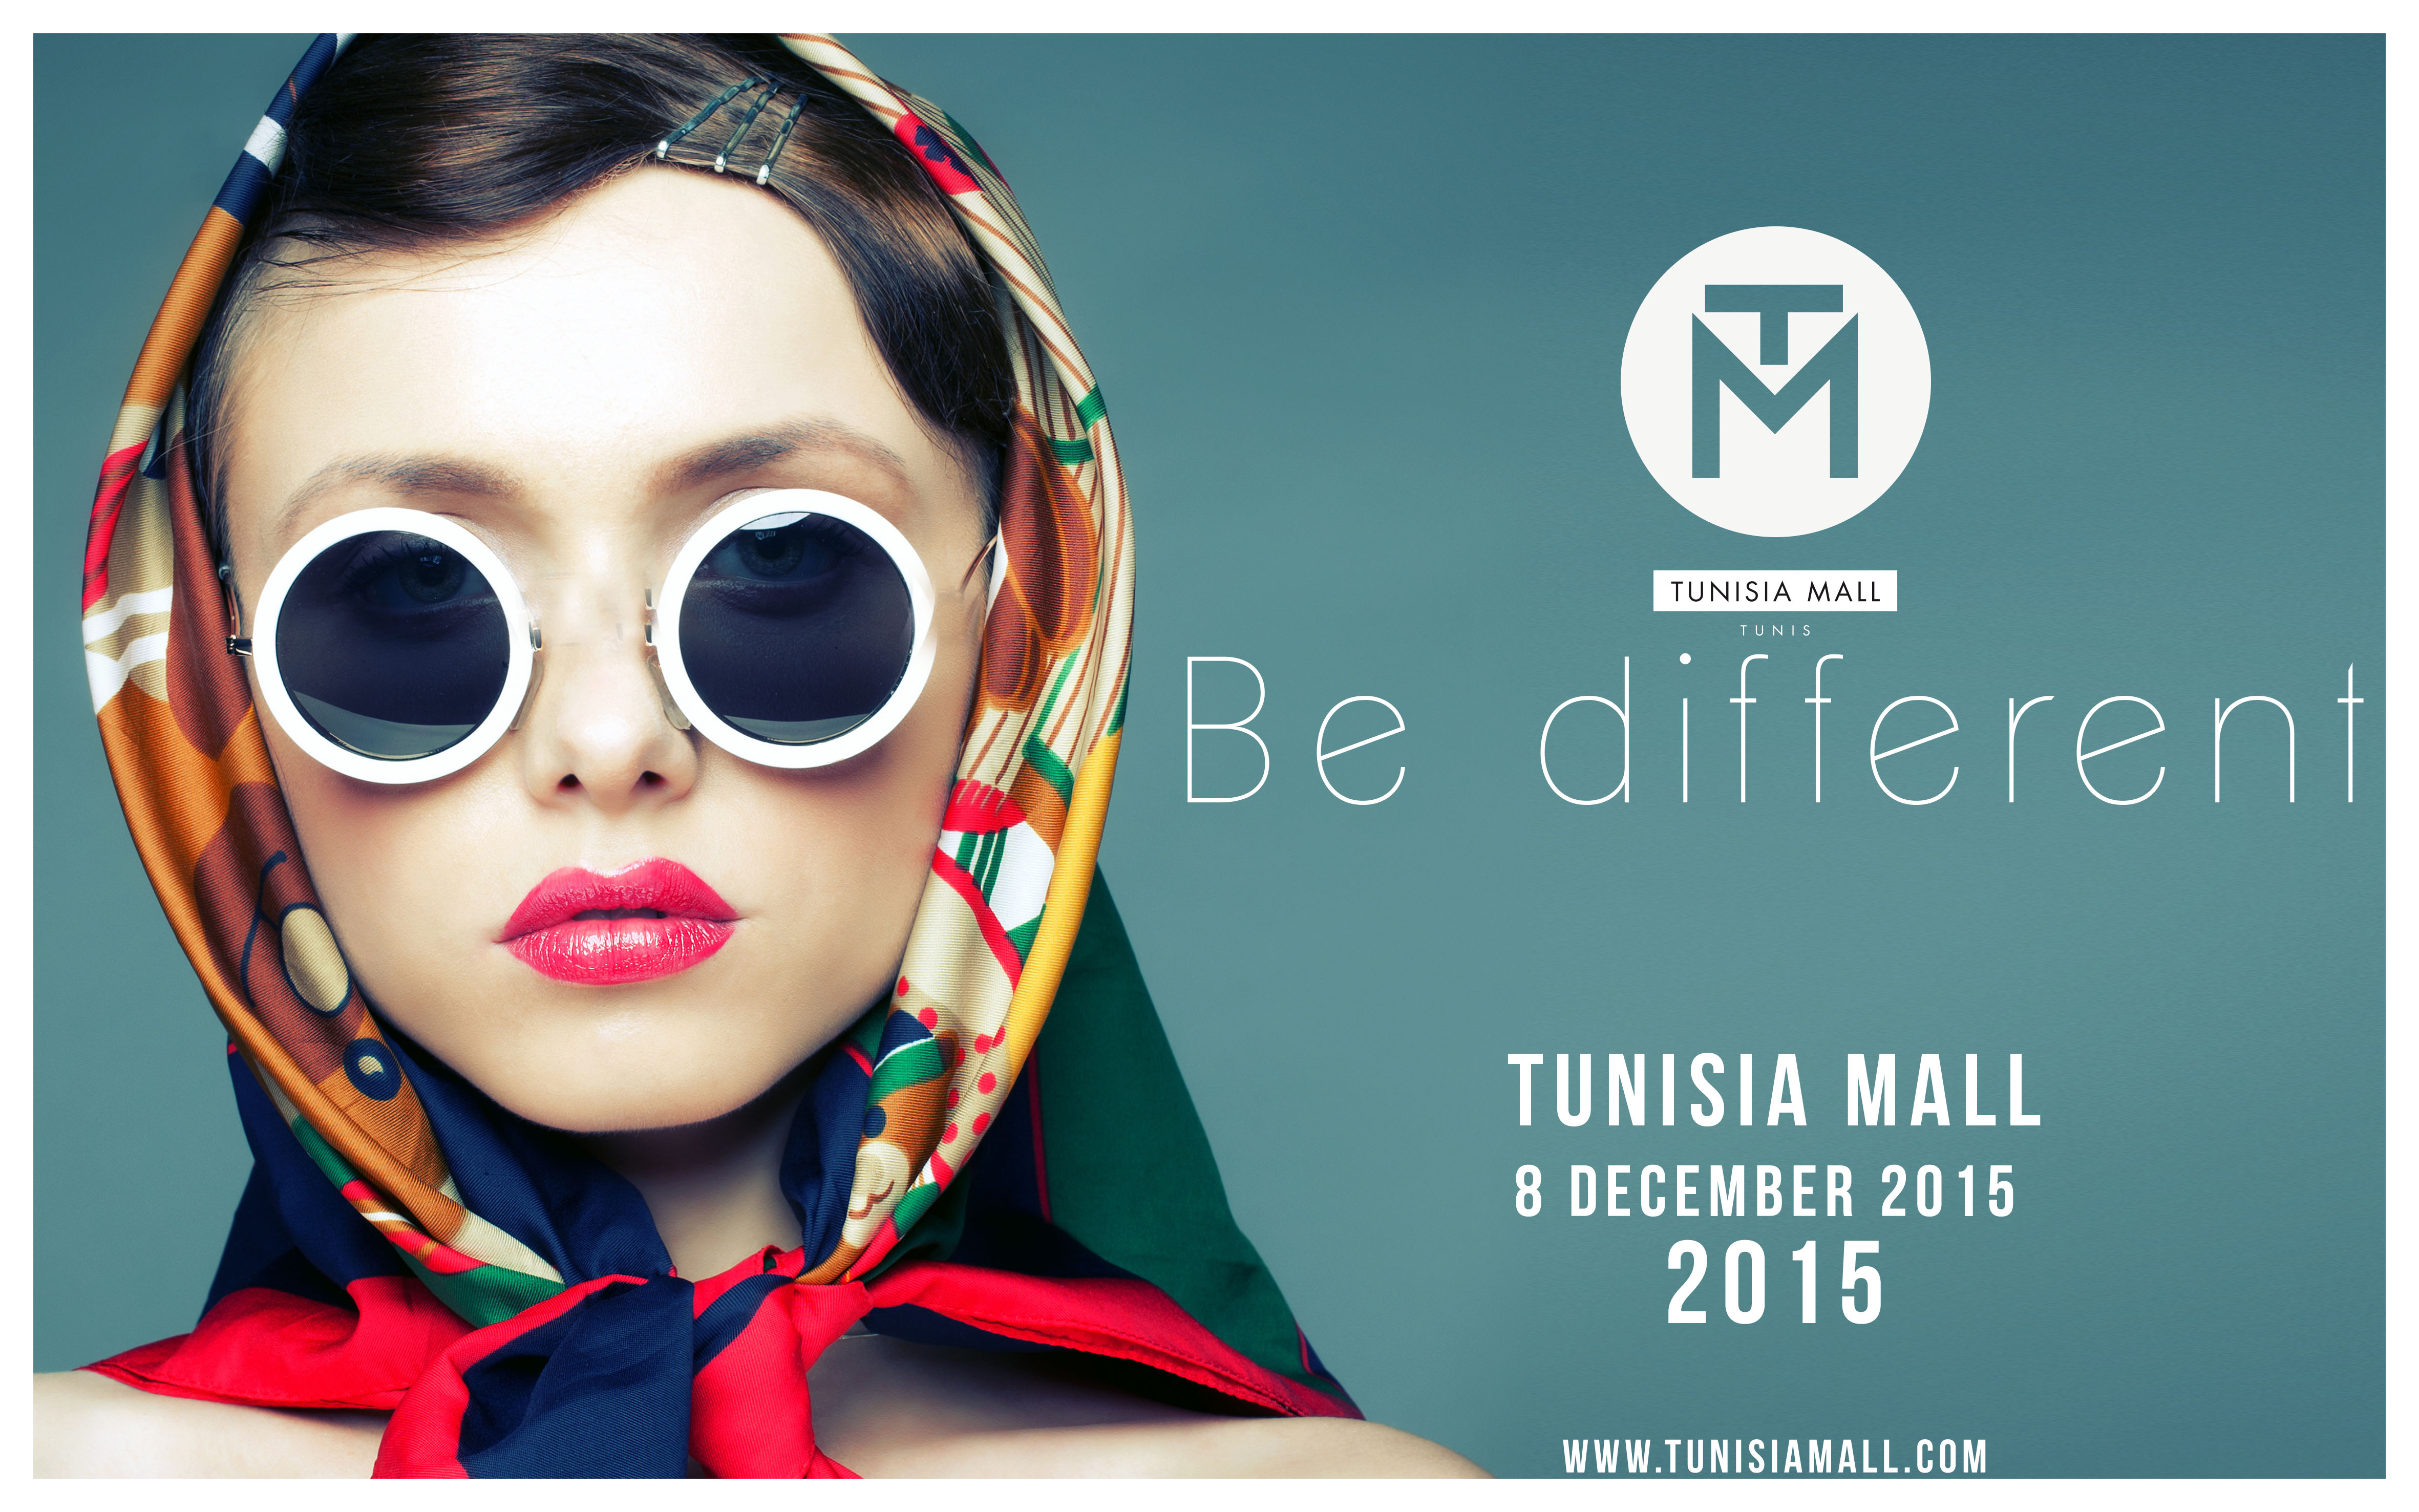 TM
TUNISIA MALL
TUNIS
Be different
TUNISIA MALL
8 DECEMBER 2015
2015
WWW.TUNISIAMALL.COM